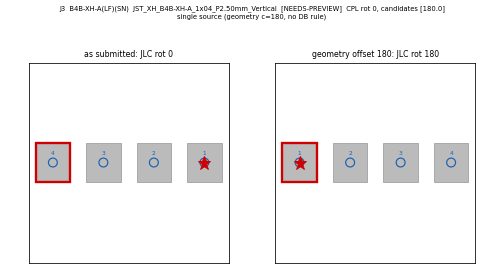 J3 B4B-XH-A(LF)(SN) JST_XH_B4B-XH-A_1x04_P2.50mm_Vertical [NEEDS-PREVIEW] CPL rot 0, candidates [180.0]
single source (geometry c=180, no DB rule)
as submitted: JLC rot 0
geometry offset 180: JLC rot 180
4 3 2 1
1 2 3 4